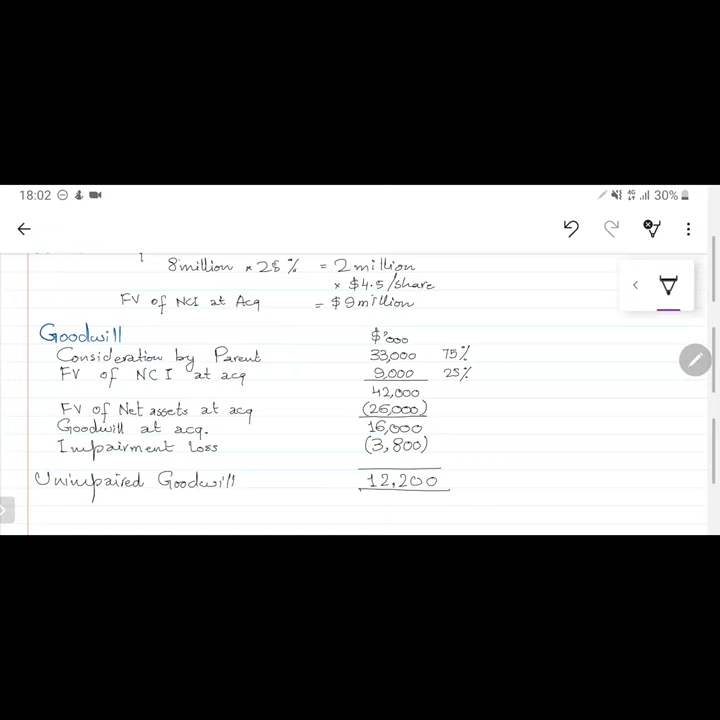 18:02 4G 30%
8 million × 25 % = 2 million
× $4.5/share
FV of NCI at Acq = $9 million
Goodwill $'000
Consideration by Parent 33,000 75%
FV of NCI at acq 9,000 25%
42,000
FV of Net assets at acq (26,000)
Goodwill at acq. 16,000
Impairment Loss (3,800)
Unimpaired Goodwill 12,200